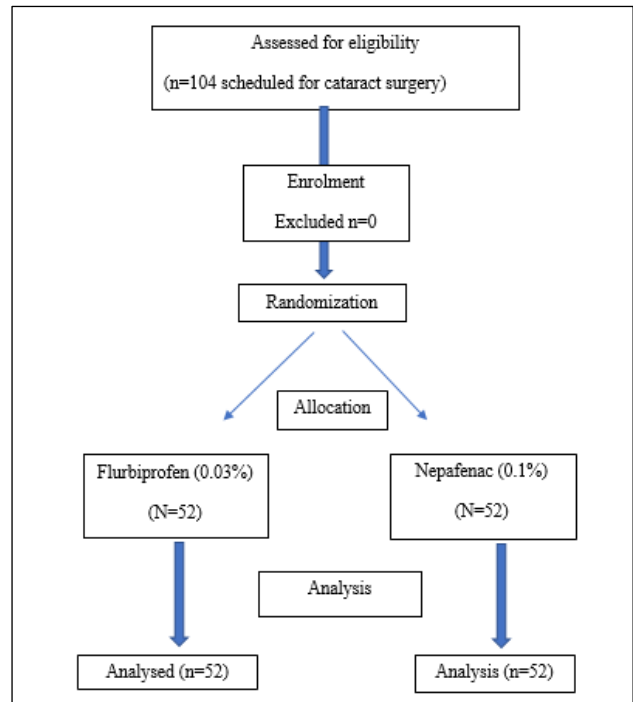 Assessed for eligibility
(n=104 scheduled for cataract surgery)
Enrolment
Excluded n=0
Randomization
Allocation
Flurbiprofen (0.03%)
(N=52)
Nepafenac (0.1%)
(N=52)
Analysis
Analysed (n=52)
Analysis (n=52)